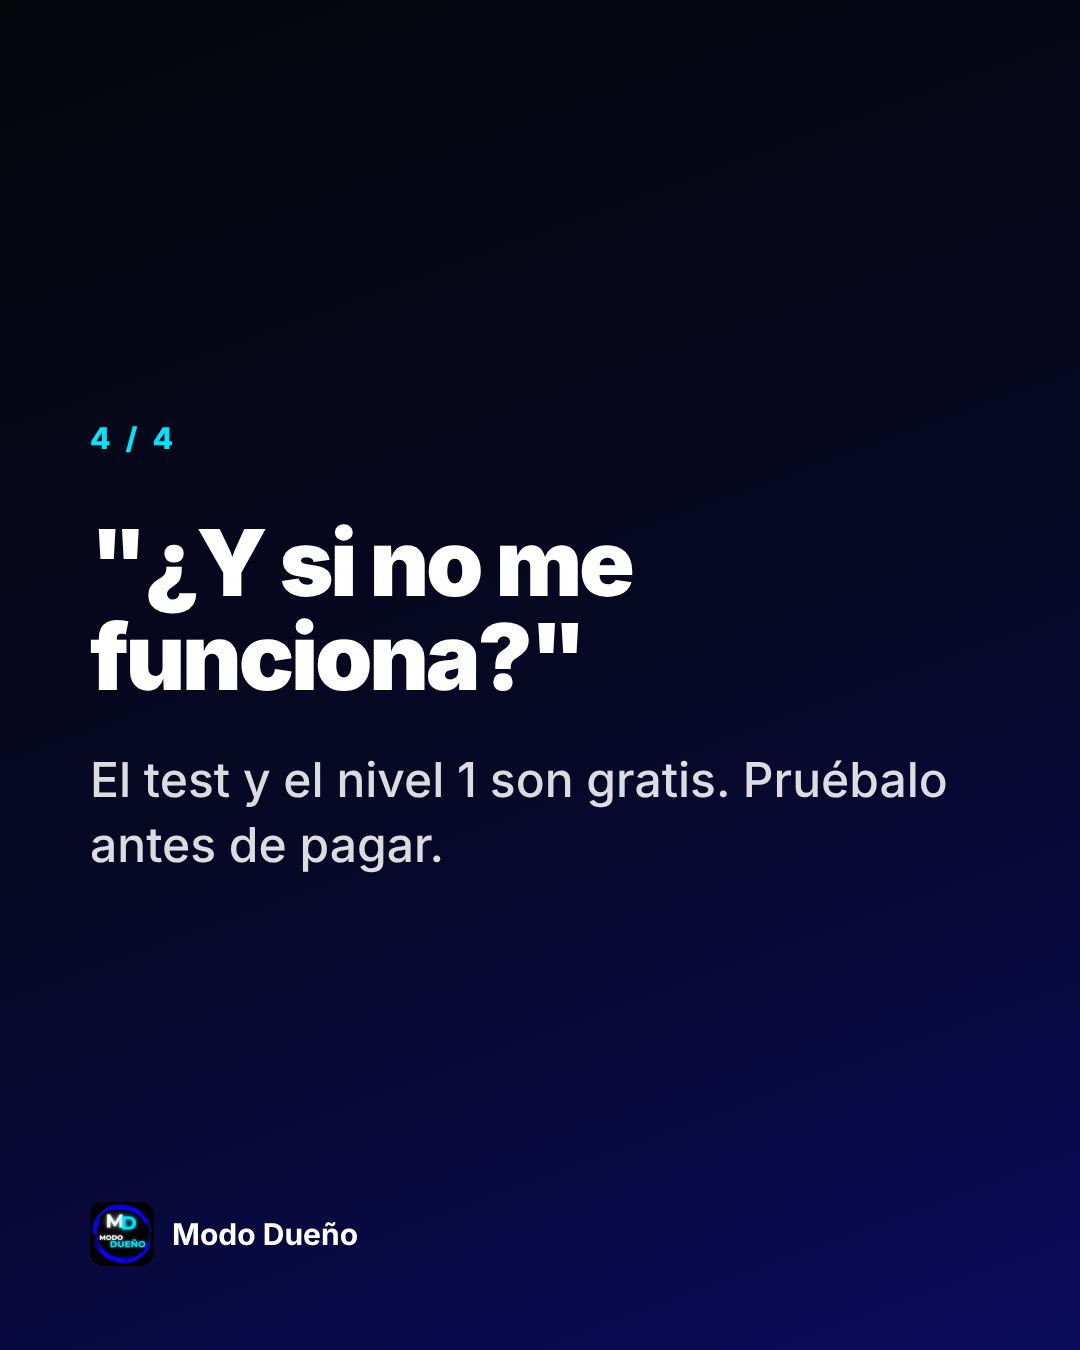 4 / 4
"¿Y si no me
funciona?"
El test y el nivel 1 son gratis. Pruébalo
antes de pagar.
MD
MODO
DUEÑO
Modo Dueño